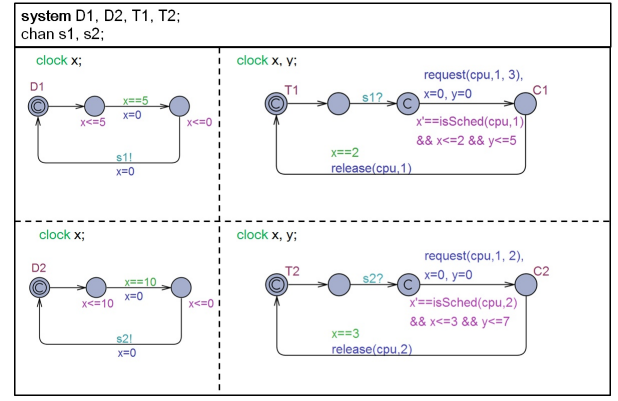 system D1, D2, T1, T2;
chan s1, s2;
clock x;
D1
C
x<=5
x==5
x=0
x<=0
s1!
x=0
clock x, y;
T1
C
s1?
C
request(cpu,1, 3),
x=0, y=0
C1
x'==isSched(cpu,1)
&& x<=2 && y<=5
x==2
release(cpu,1)
clock x;
D2
C
x<=10
x==10
x=0
x<=0
s2!
x=0
clock x, y;
T2
C
s2?
C
request(cpu,1, 2),
x=0, y=0
C2
x'==isSched(cpu,2)
&& x<=3 && y<=7
x==3
release(cpu,2)